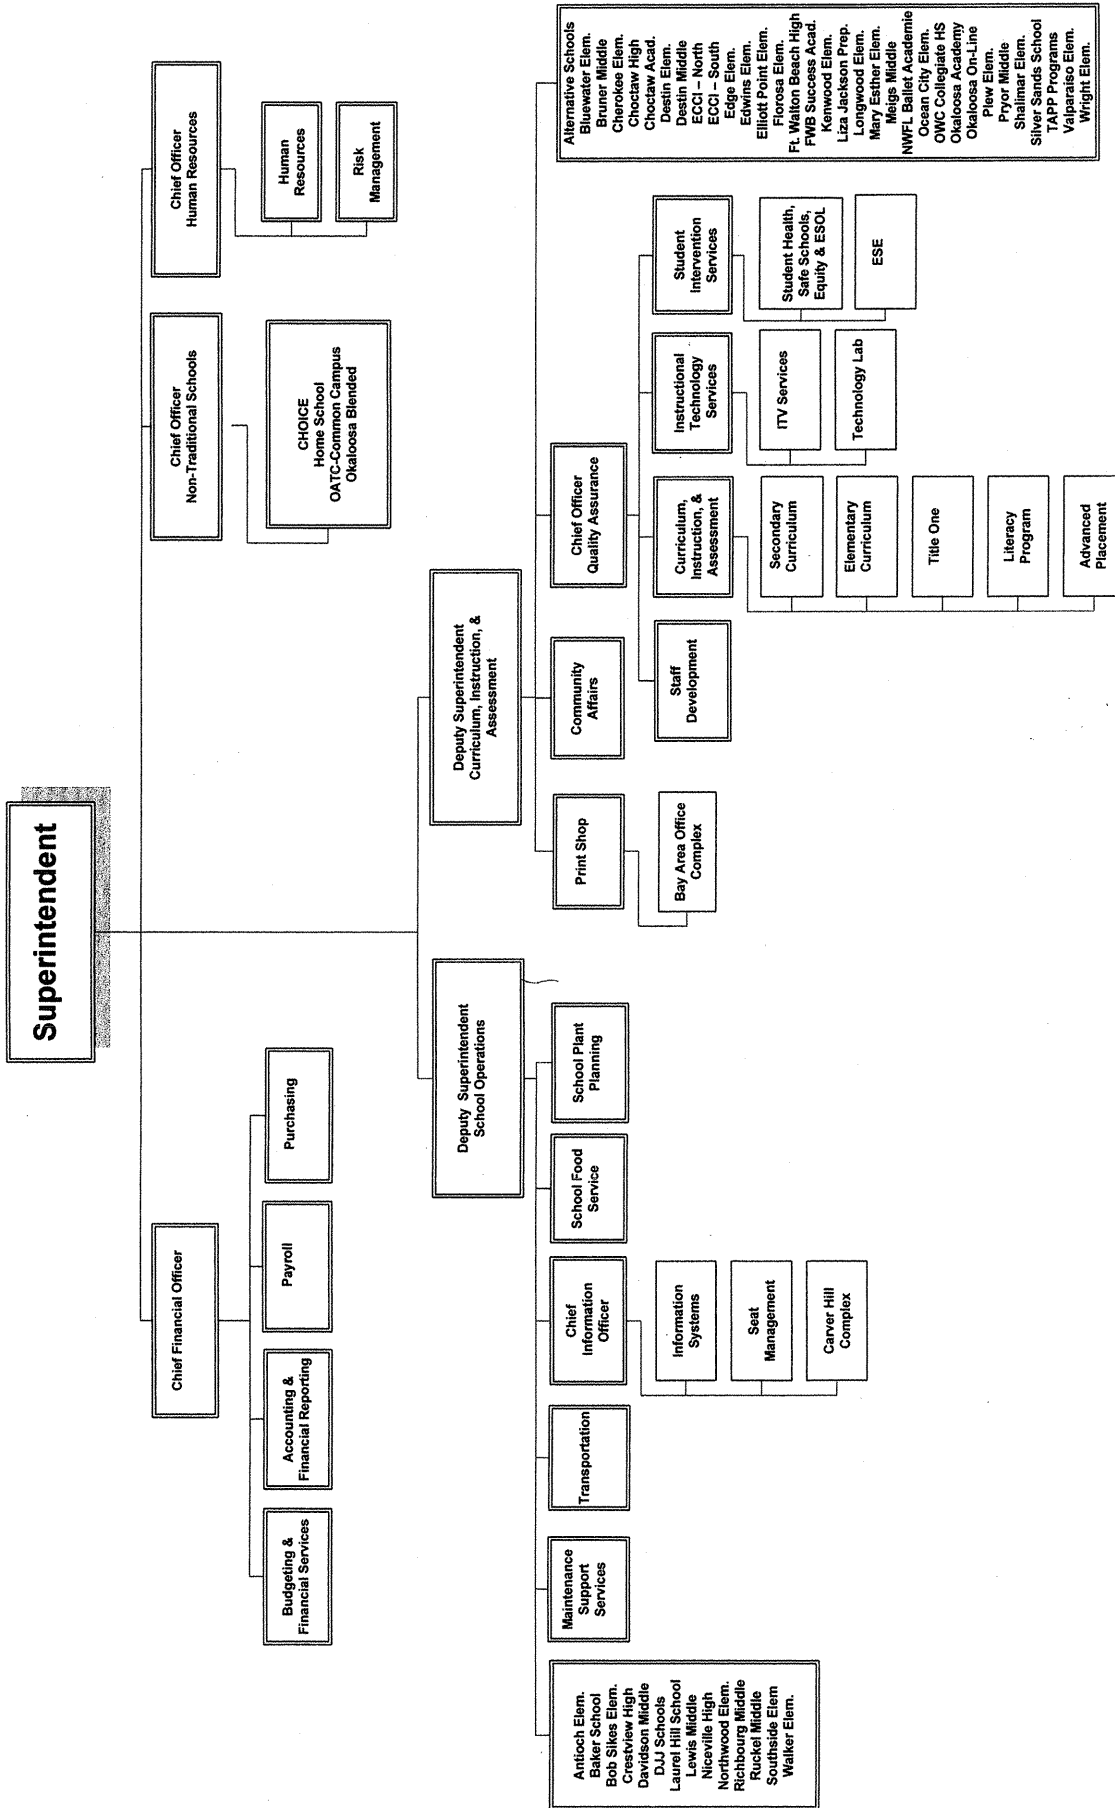 Superintendent
Chief Financial Officer
Chief Officer
Non-Traditional Schools
Chief Officer
Human Resources
Budgeting &
Financial Services
Accounting &
Financial Reporting
Payroll
Purchasing
CHOICE
Home School
OATC-Common Campus
Okaloosa Blended
Human
Resources
Risk
Management
Deputy Superintendent
School Operations
Deputy Superintendent
Curriculum, Instruction, &
Assessment
Antioch Elem.
Baker School
Bob Sikes Elem.
Crestview High
Davidson Middle
DJJ Schools
Laurel Hill School
Lewis Middle
Niceville High
Northwood Elem.
Richbourg Middle
Ruckel Middle
Southside Elem
Walker Elem.
Maintenance
Support
Services
Transportation
Chief
Information
Officer
School Food
Service
School Plant
Planning
Information
Systems
Seat
Management
Carver Hill
Complex
Print Shop
Community
Affairs
Chief Officer
Quality Assurance
Bay Area Office
Complex
Staff
Development
Curriculum,
Instruction, &
Assessment
Instructional
Technology
Services
Student
Intervention
Services
Secondary
Curriculum
Elementary
Curriculum
Title One
Literacy
Program
Advanced
Placement
ITV Services
Technology Lab
Student Health,
Safe Schools,
Equity & ESOL
ESE
Alternative Schools
Bluewater Elem.
Bruner Middle
Cherokee Elem.
Choctaw High
Choctaw Acad.
Destin Elem.
Destin Middle
ECCI – North
ECCI – South
Edge Elem.
Edwins Elem.
Elliott Point Elem.
Florosa Elem.
Ft. Walton Beach High
FWB Success Acad.
Kenwood Elem.
Liza Jackson Prep.
Longwood Elem.
Mary Esther Elem.
Meigs Middle
NWFL Ballet Academie
Ocean City Elem.
OWC Collegiate HS
Okaloosa Academy
Okaloosa On-Line
Plew Elem.
Pryor Middle
Shalimar Elem.
Silver Sands School
TAPP Programs
Valparaiso Elem.
Wright Elem.